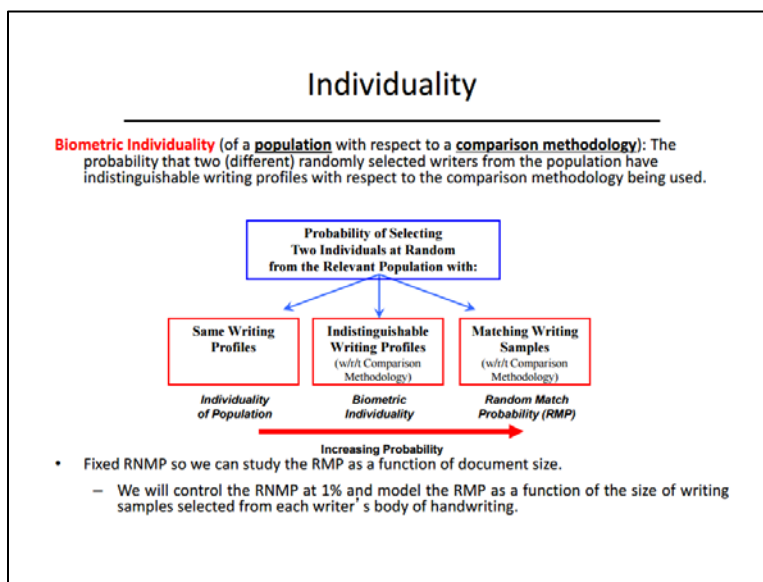 Individuality
Biometric Individuality (of a population with respect to a comparison methodology): The
probability that two (different) randomly selected writers from the population have
indistinguishable writing profiles with respect to the comparison methodology being used.
Probability of Selecting
Two Individuals at Random
from the Relevant Population with:
Same Writing
Profiles
Indistinguishable
Writing Profiles
(w/r/t Comparison
Methodology)
Matching Writing
Samples
(w/r/t Comparison
Methodology)
Individuality
of Population
Biometric
Individuality
Random Match
Probability (RMP)
Increasing Probability
• Fixed RNMP so we can study the RMP as a function of document size.
– We will control the RNMP at 1% and model the RMP as a function of the size of writing
samples selected from each writer's body of handwriting.